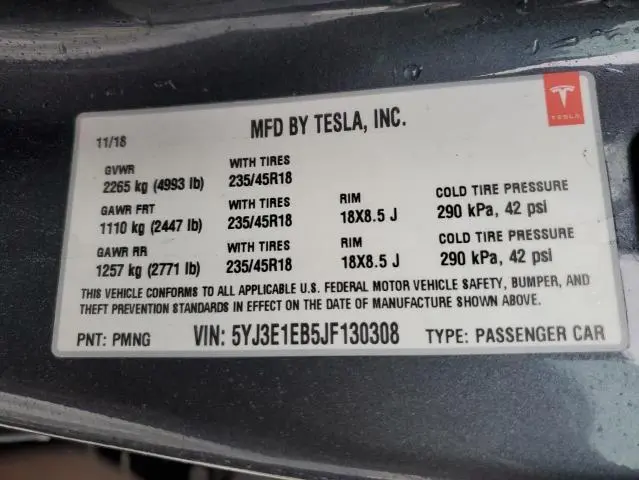 MFD BY TESLA, INC.
TESLA
11/18
GVWR WITH TIRES
2265 kg (4993 lb) 235/45R18
GAWR FRT WITH TIRES RIM COLD TIRE PRESSURE
1110 kg (2447 lb) 235/45R18 18X8.5 J 290 kPa, 42 psi
GAWR RR WITH TIRES RIM COLD TIRE PRESSURE
1257 kg (2771 lb) 235/45R18 18X8.5 J 290 kPa, 42 psi
THIS VEHICLE CONFORMS TO ALL APPLICABLE U.S. FEDERAL MOTOR VEHICLE SAFETY, BUMPER, AND
THEFT PREVENTION STANDARDS IN EFFECT ON THE DATE OF MANUFACTURE SHOWN ABOVE.
PNT: PMNG VIN: 5YJ3E1EB5JF130308 TYPE: PASSENGER CAR